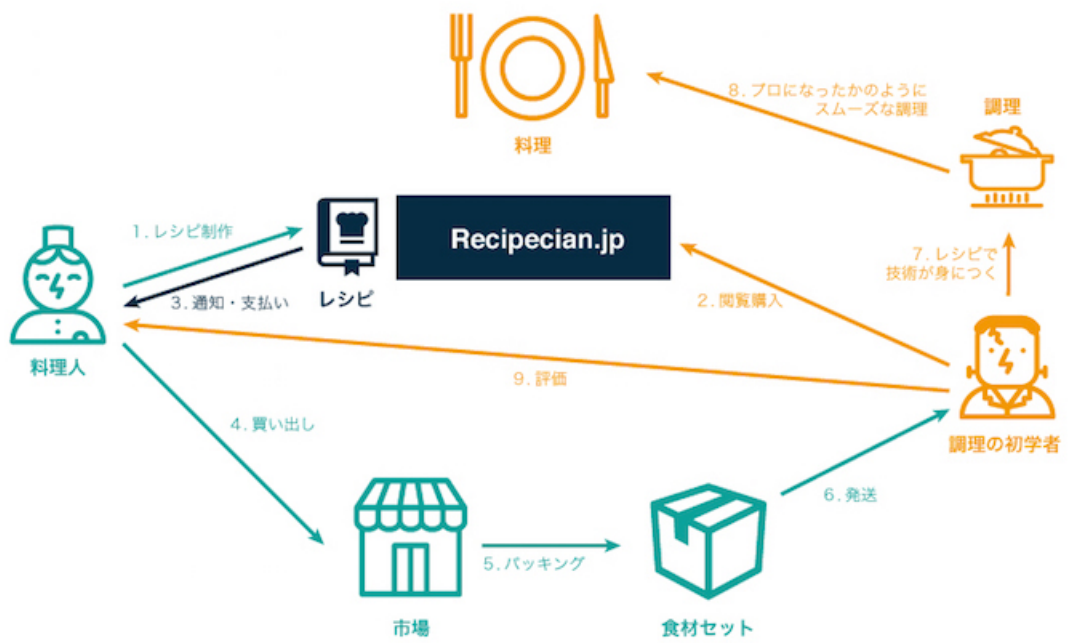 8. プロになったかのように
スムーズな調理
調理
料理
1. レシピ制作
Recipecian.jp
7. レシピで
技術が身につく
3. 通知・支払い
レシピ
2. 閲覧購入
料理人
9. 評価
4. 買い出し
調理の初学者
6. 発送
5. パッキング
市場
食材セット